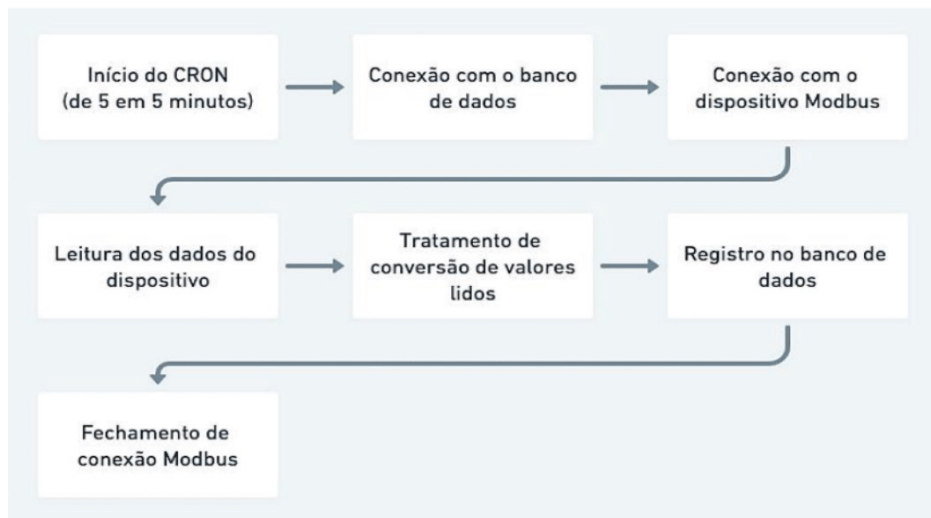 Início do CRON
(de 5 em 5 minutos)
Conexão com o banco
de dados
Conexão com o
dispositivo Modbus
Leitura dos dados do
dispositivo
Tratamento de
conversão de valores
lidos
Registro no banco de
dados
Fechamento de
conexão Modbus